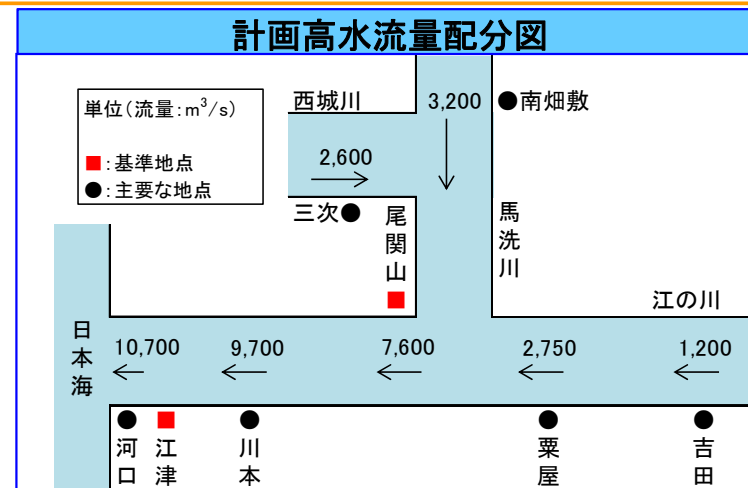 計画高水流量配分図
単位(流量:m³/s)
■:基準地点
●:主要な地点
西城川
3,200
●南畑敷
2,600
三次●
尾関山
馬洗川
江の川
日本海
10,700
9,700
7,600
2,750
1,200
河口
江津
川本
粟屋
吉田